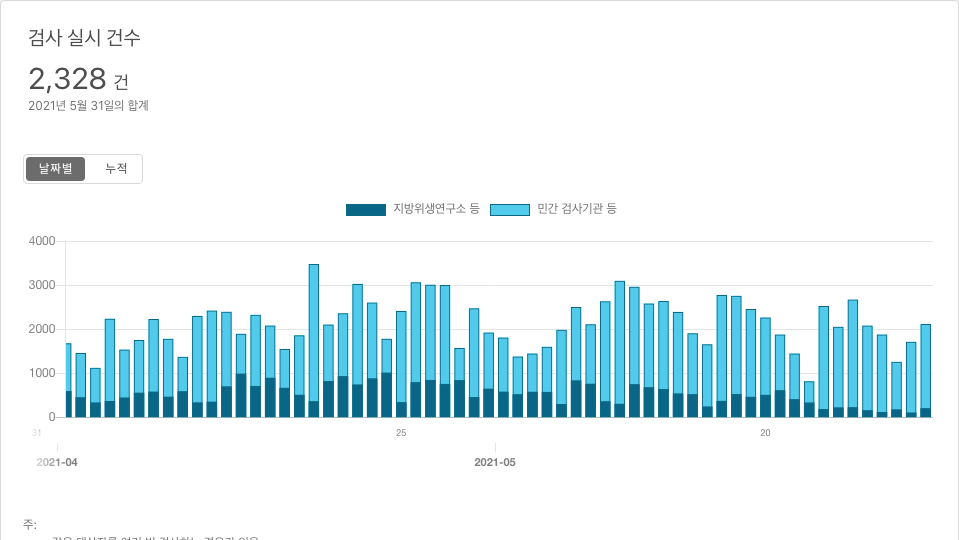 검사 실시 건수
2,328 건
2021년 5월 31일의 합계
날짜별 누적
지방위생연구소 등 민간 검사기관 등
4000
3000
2000
1000
0
31 25 20
2021-04 2021-05
주: